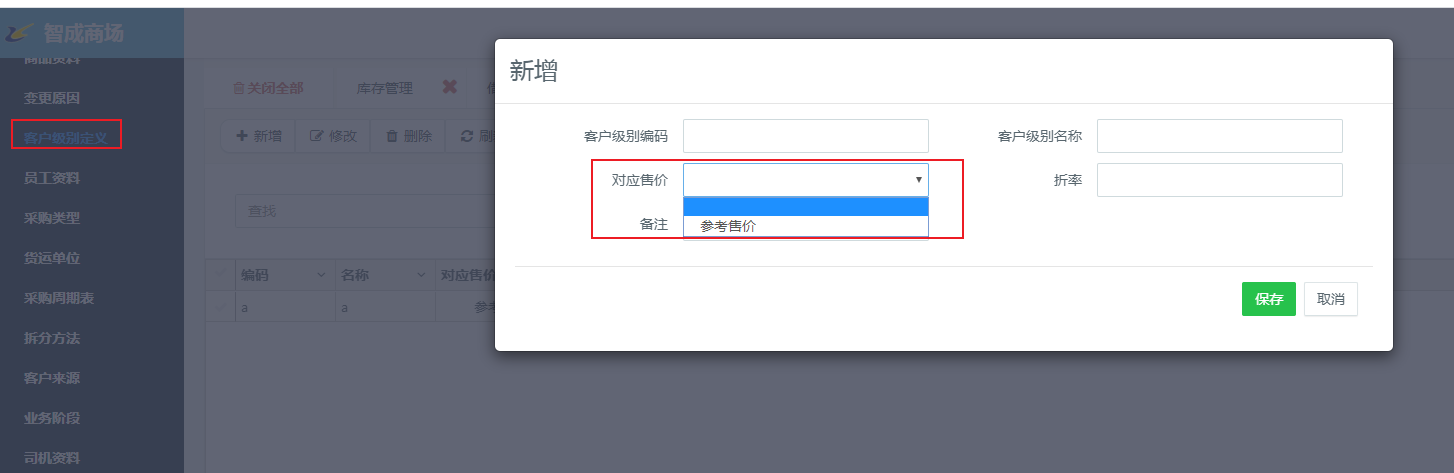 智成商场
商品资料
变更原因
客户级别定义
员工资料
采购类型
货运单位
采购周期表
拆分方法
客户来源
业务阶段
司机资料
关闭全部
库存管理
新增
修改
删除
查找
编码
名称
对应售价
a
a
新增
客户级别编码
客户级别名称
对应售价
折率
参考售价
备注
保存
取消